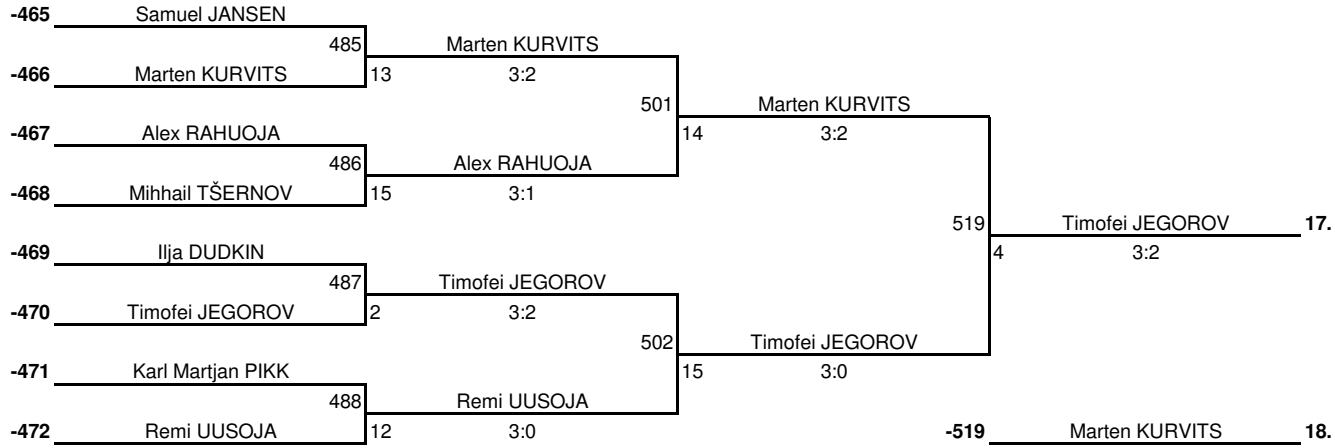 -465 Samuel JANSEN
485 Marten KURVITS
-466 Marten KURVITS 13 3:2
501 Marten KURVITS
-467 Alex RAHUOJA 14 3:2
486 Alex RAHUOJA
-468 Mihhail TŠERNOV 15 3:1
519 Timofei JEGOROV 17.
-469 Ilja DUDKIN 4 3:2
487 Timofei JEGOROV
-470 Timofei JEGOROV 2 3:2
502 Timofei JEGOROV
-471 Karl Martjan PIKK 15 3:0
488 Remi UUSOJA
-472 Remi UUSOJA 12 3:0 -519 Marten KURVITS 18.